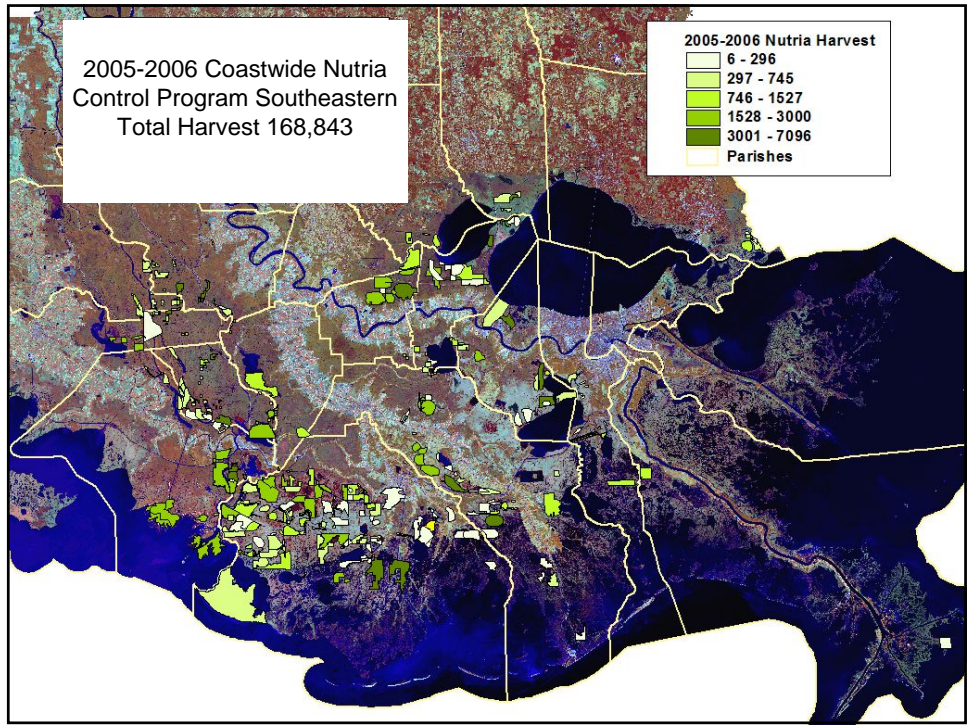 2005-2006 Coastwide Nutria
Control Program Southeastern
Total Harvest 168,843
2005-2006 Nutria Harvest
6 - 296
297 - 745
746 - 1527
1528 - 3000
3001 - 7096
Parishes